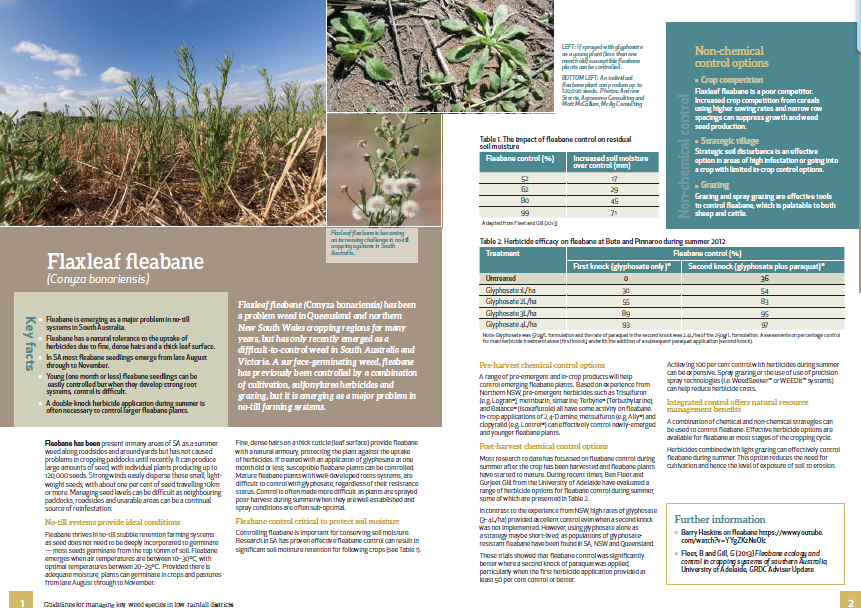 Flaxleaf fleabane is becoming
an increasing challenge in no-till
cropping systems in South
Australia.
Flaxleaf fleabane
(Conyza bonariensis)
Key facts
Fleabane is emerging as a major problem in no-till
systems in South Australia.
Fleabane has a natural tolerance to the uptake of
herbicides due to fine, dense hairs and a thick leaf surface.
In SA most fleabane seedlings emerge from late August
through to November.
Young (one month or less) fleabane seedlings can be
easily controlled but when they develop strong root
systems, control is difficult.
A double-knock herbicide application during summer is
often necessary to control larger fleabane plants.
Flaxleaf fleabane (Conyza bonariensis) has been
a problem weed in Queensland and northern
New South Wales cropping regions for many
years, but has only recently emerged as a
difficult-to-control weed in South Australia and
Victoria. A surface-germinating weed, fleabane
has previously been controlled by a combination
of cultivation, sulfonylurea herbicides and
grazing, but it is emerging as a major problem in
no-till farming systems.
Fleabane has been present in many areas of SA as a summer
weed along roadsides and around yards but has not caused
problems in cropping paddocks until recently. It can produce
large amounts of seed, with individual plants producing up to
120,000 seeds. Strong winds easily disperse these small, light-
weight seeds; with about one per cent of seed travelling 10km
or more. Managing seed levels can be difficult as neighbouring
paddocks, roadsides and unarable areas can be a continual
source of reinfestation.
No-till systems provide ideal conditions
Fleabane thrives in no-till stubble retention farming systems
as seed does not need to be deeply incorporated to germinate
— most seedlings germinate from the top 10mm of soil. Fleabane
emerges when air temperatures are between 10–30°C, with
optimal temperatures between 20–25°C. Provided there is
adequate moisture, plants can germinate in crops and pastures
from late August through to November.
Fine, dense hairs on a thick cuticle (leaf surface) provide fleabane
with a natural armoury, protecting the plant against the uptake
of herbicides. If treated with an application of glyphosate at one
month old or less, susceptible fleabane plants can be controlled.
Mature fleabane plants with well-developed roots systems, are
difficult to control with glyphosate, regardless of their resistance
status. Control is often made more difficult as plants are sprayed
post-harvest during summer when they are well established and
spray conditions often sub-optimal.
Fleabane control critical to protect soil moisture
Controlling fleabane is important for conserving soil moisture.
Research in SA has proven effective fleabane control can result in
significant soil moisture retention for following crops (see Table 1).
1
Guidelines for managing key weed species in low-rainfall districts
LEFT: If sprayed with glyphosate
as a young plant (less than one
month old) susceptible fleabane
plants can be controlled.
BOTTOM LEFT: An individual
fleabane plant can produce up to
120,000 seeds. Photos: Andrew
Storrie, Agronomo Consulting and
Matt McCallum, McAg Consulting
Table 1. The impact of fleabane control on residual
soil moisture
Fleabane control (%) Increased soil moisture
over control (mm)
52 17
62 29
80 45
99 71
Adapted from Fleet and Gill (2013)
Non-chemical control
Non-chemical
control options
Crop competition
Flaxleaf fleabane is a poor competitor.
Increased crop competition from cereals
using higher sowing rates and narrow row
spacings can suppress growth and weed
seed production.
Strategic tillage
Strategic soil disturbance is an effective
option in areas of high infestation or going into
a crop with limited in-crop control options.
Grazing
Grazing and spray grazing are effective tools
to control fleabane, which is palatable to both
sheep and cattle.
Table 2. Herbicide efficacy on fleabane at Bute and Pinnaroo during summer 2012
Treatment Fleabane control (%)
First knock (glyphosate only)* Second knock (glyphosate plus paraquat)*
Untreated 0 36
Glyphosate 1L/ha 30 54
Glyphosate 2L/ha 55 83
Glyphosate 3L/ha 89 95
Glyphosate 4L/ha 93 97
Note: Glyphosate was 570g/L formulation and the rate of paraquat in the second knock was 2.4L/ha of the 250g/L formulation. Assessments on percentage control
for main herbicide treatment alone (first knock) and with the addition of a subsequent paraquat application (second knock).
Pre-harvest chemical control options
A range of pre-emergent and in-crop products will help
control emerging fleabane plants. Based on experience from
Northern NSW, pre-emergent herbicides such as Trisulfuron
(e.g. Logran®), metribuzin, simazine, Terbyne® (Terbuthylazine),
and Balance® (isoxaflutole) all have some activity on fleabane.
In-crop applications of 2,4-D amine; metsulfuron (e.g. Ally®) and
clopyralid (e.g. Lontrel®) can effectively control newly-emerged
and younger fleabane plants.
Post-harvest chemical control options
Most research to date has focussed on fleabane control during
summer after the crop has been harvested and fleabane plants
have started to mature. During recent times, Ben Fleet and
Gurjeet Gill from the University of Adelaide have evaluated a
range of herbicide options for fleabane control during summer,
some of which are presented in Table 2.
In contrast to the experience from NSW, high rates of glyphosate
(3-4L/ha) provided excellent control even when a second knock
was not implemented. However, using glyphosate alone as
a strategy maybe short-lived, as populations of glyphosate-
resistant fleabane have been found in SA, NSW and Queensland.
These trials showed that fleabane control was significantly
better where a second knock of paraquat was applied,
particularly when the first herbicide application provided at
least 50 per cent control or better.
Achieving 100 per cent control with herbicides during summer
can be expensive. Spray grazing or the use of use of precision
spray technologies (i.e. WeedSeeker™ or WEEDit™ systems)
can help reduce herbicide costs.
Integrated control offers natural resource
management benefits
A combination of chemical and non-chemical strategies can
be used to control fleabane. Effective herbicide options are
available for fleabane at most stages of the cropping cycle.
Herbicides combined with light grazing can effectively control
fleabane during summer. This option reduces the need for
cultivation and hence the level of exposure of soil to erosion.
Further information
Barry Haskins on fleabane https://www.youtube.
Fleet, B and Gill, G (2013) Fleabane ecology and
control in cropping systems of southern Australia,
University of Adelaide, GRDC Adviser Update
2